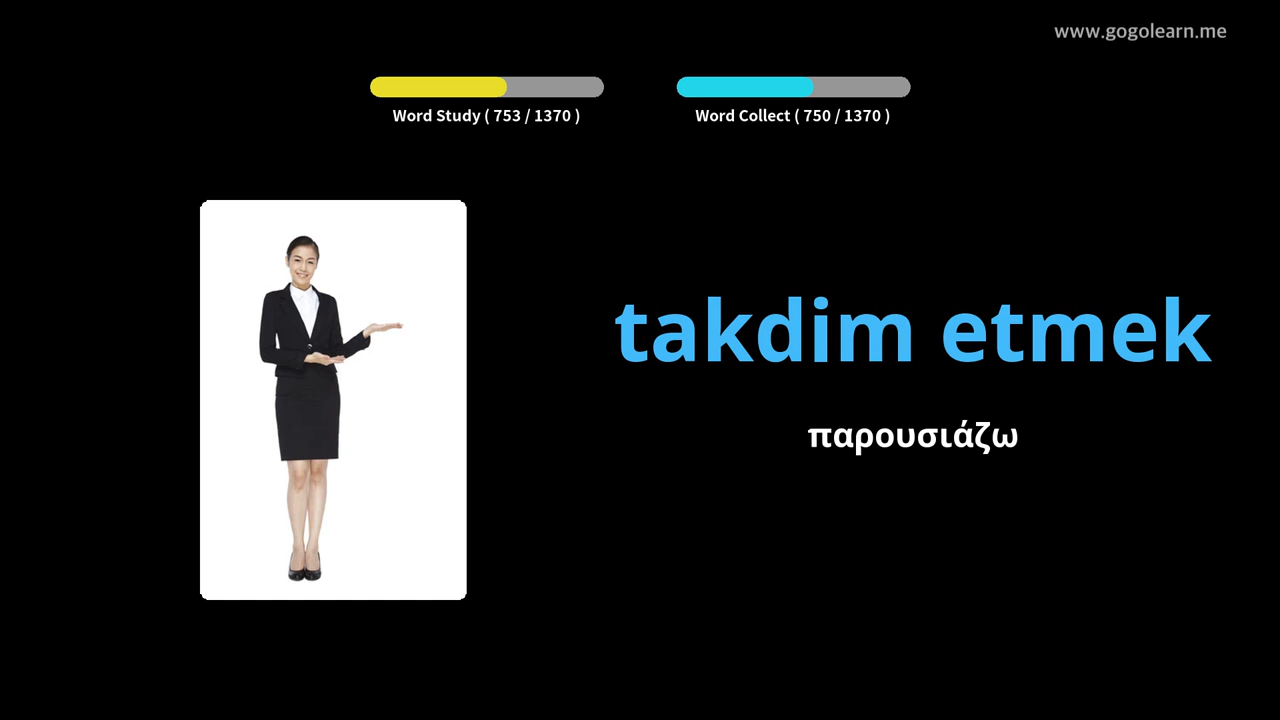 www.gogolearn.me
Word Study ( 753 / 1370 )
Word Collect ( 750 / 1370 )
takdim etmek
παρουσιάζω